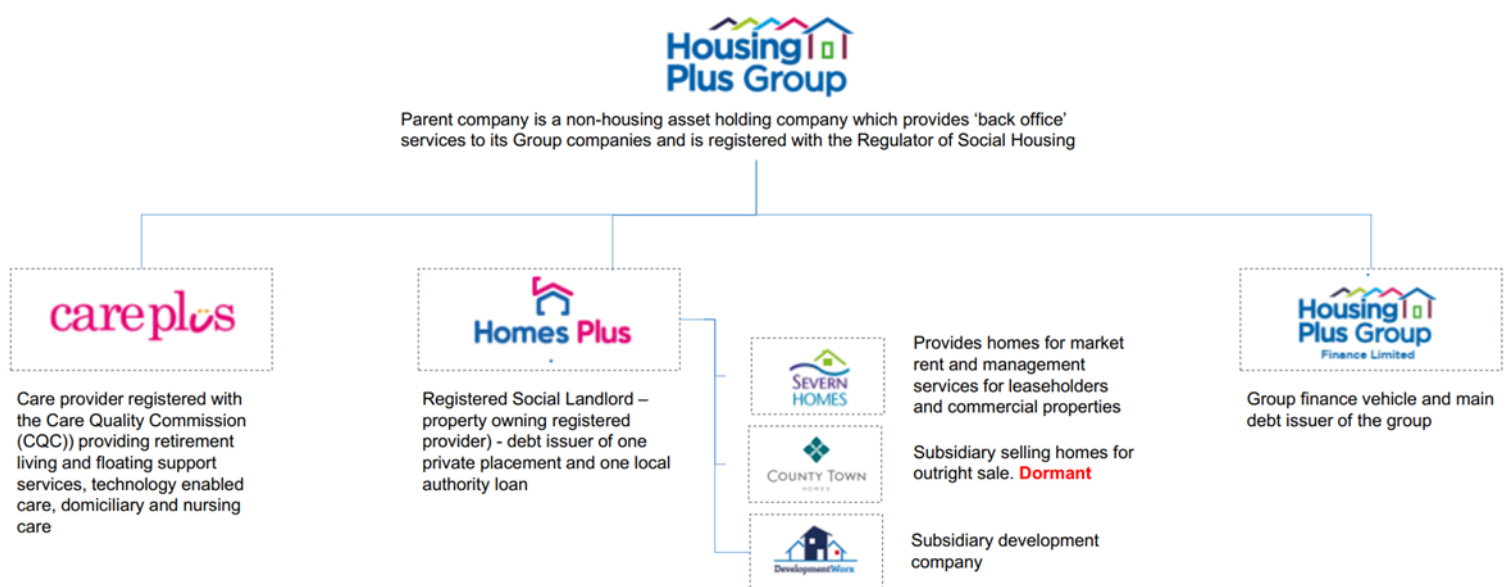 Housing
Plus Group
Parent company is a non-housing asset holding company which provides ‘back office’
services to its Group companies and is registered with the Regulator of Social Housing
care plus
Care provider registered with
the Care Quality Commission
(CQC)) providing retirement
living and floating support
services, technology enabled
care, domiciliary and nursing
care
Homes Plus
Registered Social Landlord –
property owning registered
provider) - debt issuer of one
private placement and one local
authority loan
SEVERN
HOMES
Provides homes for market
rent and management
services for leaseholders
and commercial properties
COUNTY TOWN
HOMES
Subsidiary selling homes for
outright sale. Dormant
DevelopmentWorx
Subsidiary development
company
Housing
Plus Group
Finance Limited
Group finance vehicle and main
debt issuer of the group